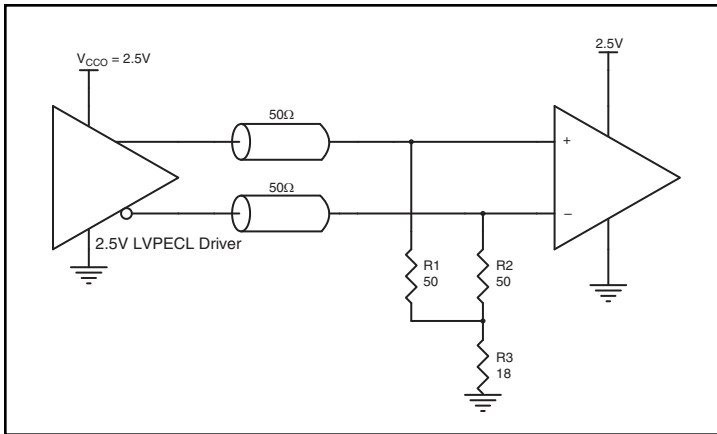 V_CCO = 2.5V
2.5V
50Ω
50Ω
+
−
2.5V LVPECL Driver
R1
50
R2
50
R3
18